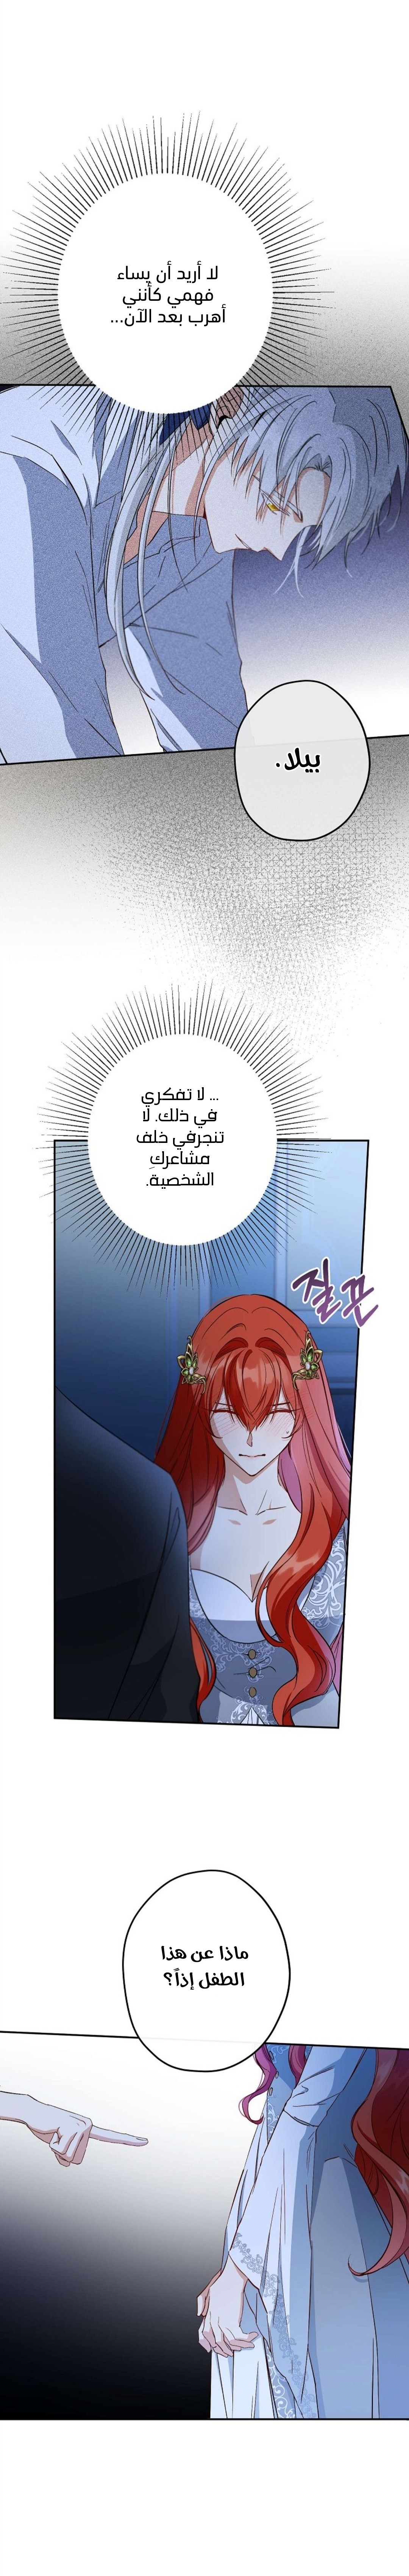 لا أريد أن يساء
فهمي كأنني
أهرب بعد الآن...
بيلا.
... لا تفكري
في ذلك. لا
تنجرفي خلف
مشاعركِ
الشخصية.
질끈
ماذا عن هذا
الطفل إذاً؟